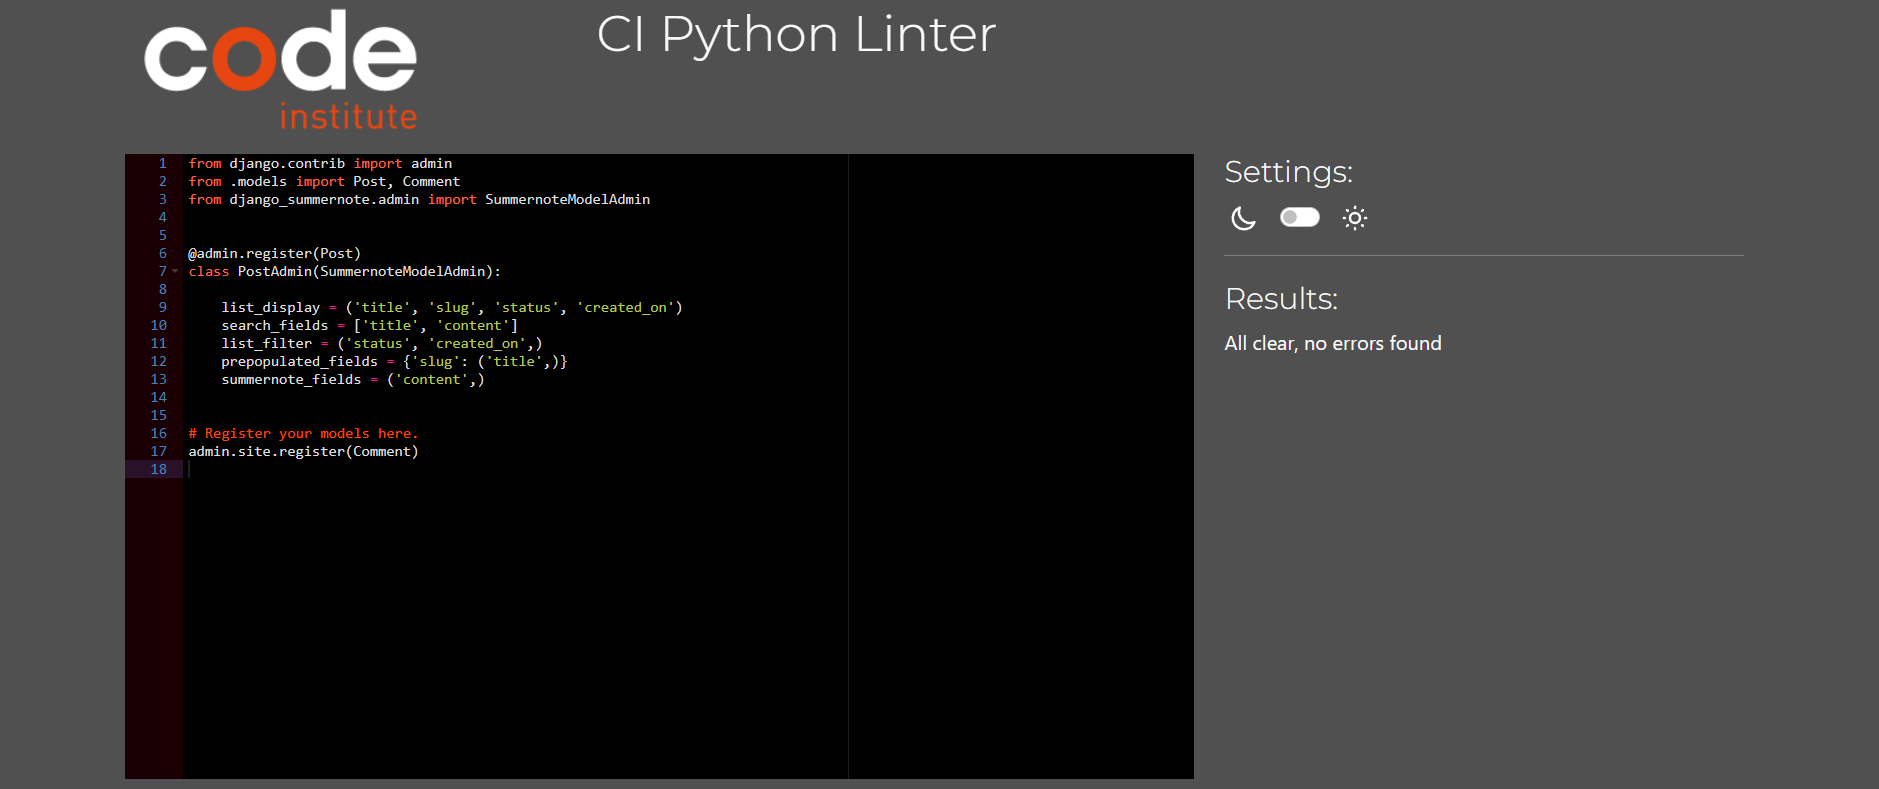 code
institute
CI Python Linter
1 from django.contrib import admin
2 from .models import Post, Comment
3 from django_summernote.admin import SummernoteModelAdmin
4
5
6 @admin.register(Post)
7 class PostAdmin(SummernoteModelAdmin):
8
9     list_display = ('title', 'slug', 'status', 'created_on')
10     search_fields = ['title', 'content']
11     list_filter = ('status', 'created_on',)
12     prepopulated_fields = {'slug': ('title',)}
13     summernote_fields = ('content',)
14
15
16 # Register your models here.
17 admin.site.register(Comment)
18
Settings:
Results:
All clear, no errors found